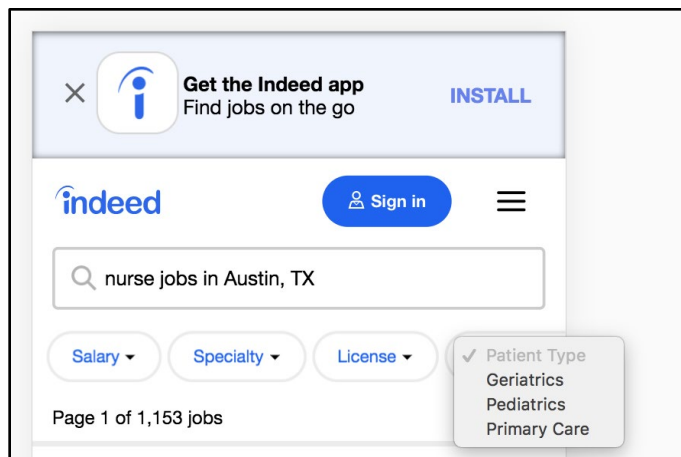 Get the Indeed app
Find jobs on the go
INSTALL
indeed
Sign in
nurse jobs in Austin, TX
Salary
Specialty
License
Patient Type
Geriatrics
Pediatrics
Primary Care
Page 1 of 1,153 jobs